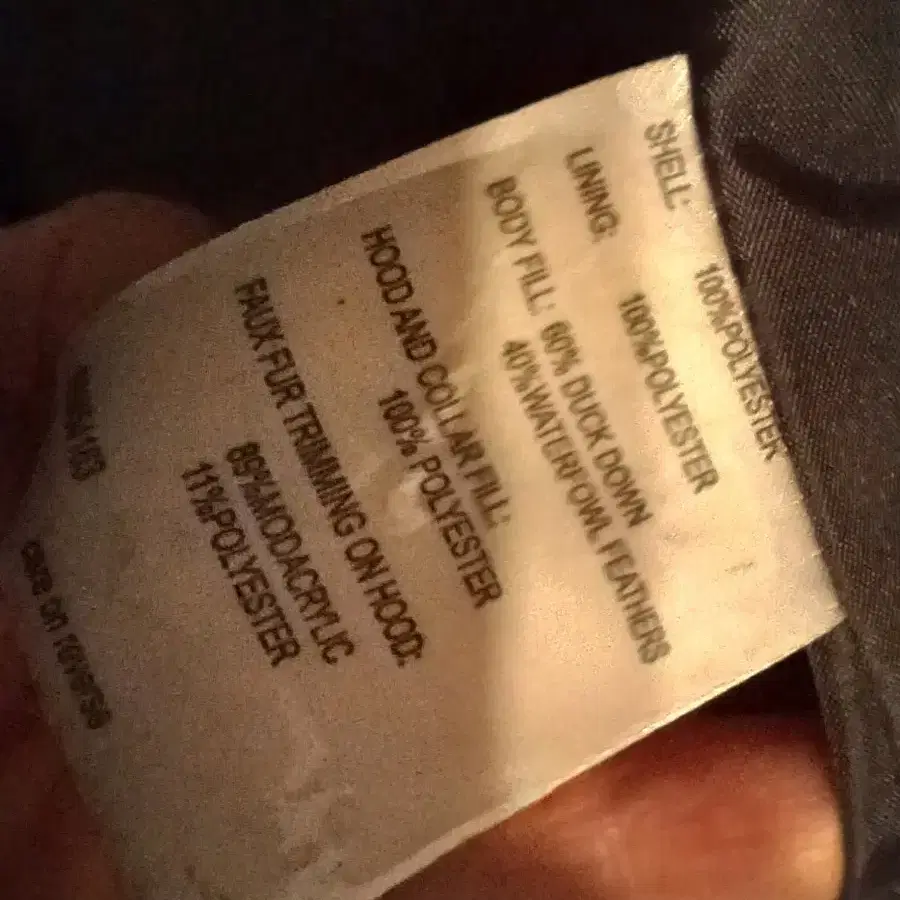 SHELL: 100%POLYESTER
LINING: 100%POLYESTER
BODY FILL: 60% DUCK DOWN
40%WATERFOWL FEATHERS
HOOD AND COLLAR FILL:
100% POLYESTER
FAUX FUR TRIMMING ON HOOD:
89%MODACRYLIC
11%POLYESTER
on reverse